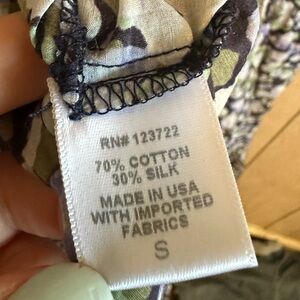 RN# 123722
70% COTTON
30% SILK
MADE IN USA
WITH IMPORTED
FABRICS
S